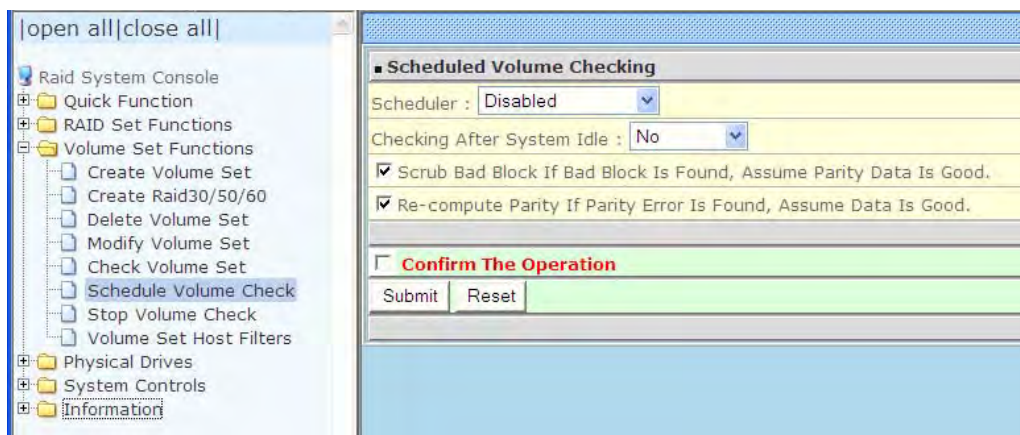 |open all|close all|
Raid System Console
Quick Function
RAID Set Functions
Volume Set Functions
Create Volume Set
Create Raid30/50/60
Delete Volume Set
Modify Volume Set
Check Volume Set
Schedule Volume Check
Stop Volume Check
Volume Set Host Filters
Physical Drives
System Controls
Information
Scheduled Volume Checking
Scheduler : Disabled
Checking After System Idle : No
Scrub Bad Block If Bad Block Is Found, Assume Parity Data Is Good.
Re-compute Parity If Parity Error Is Found, Assume Data Is Good.
Confirm The Operation
Submit Reset